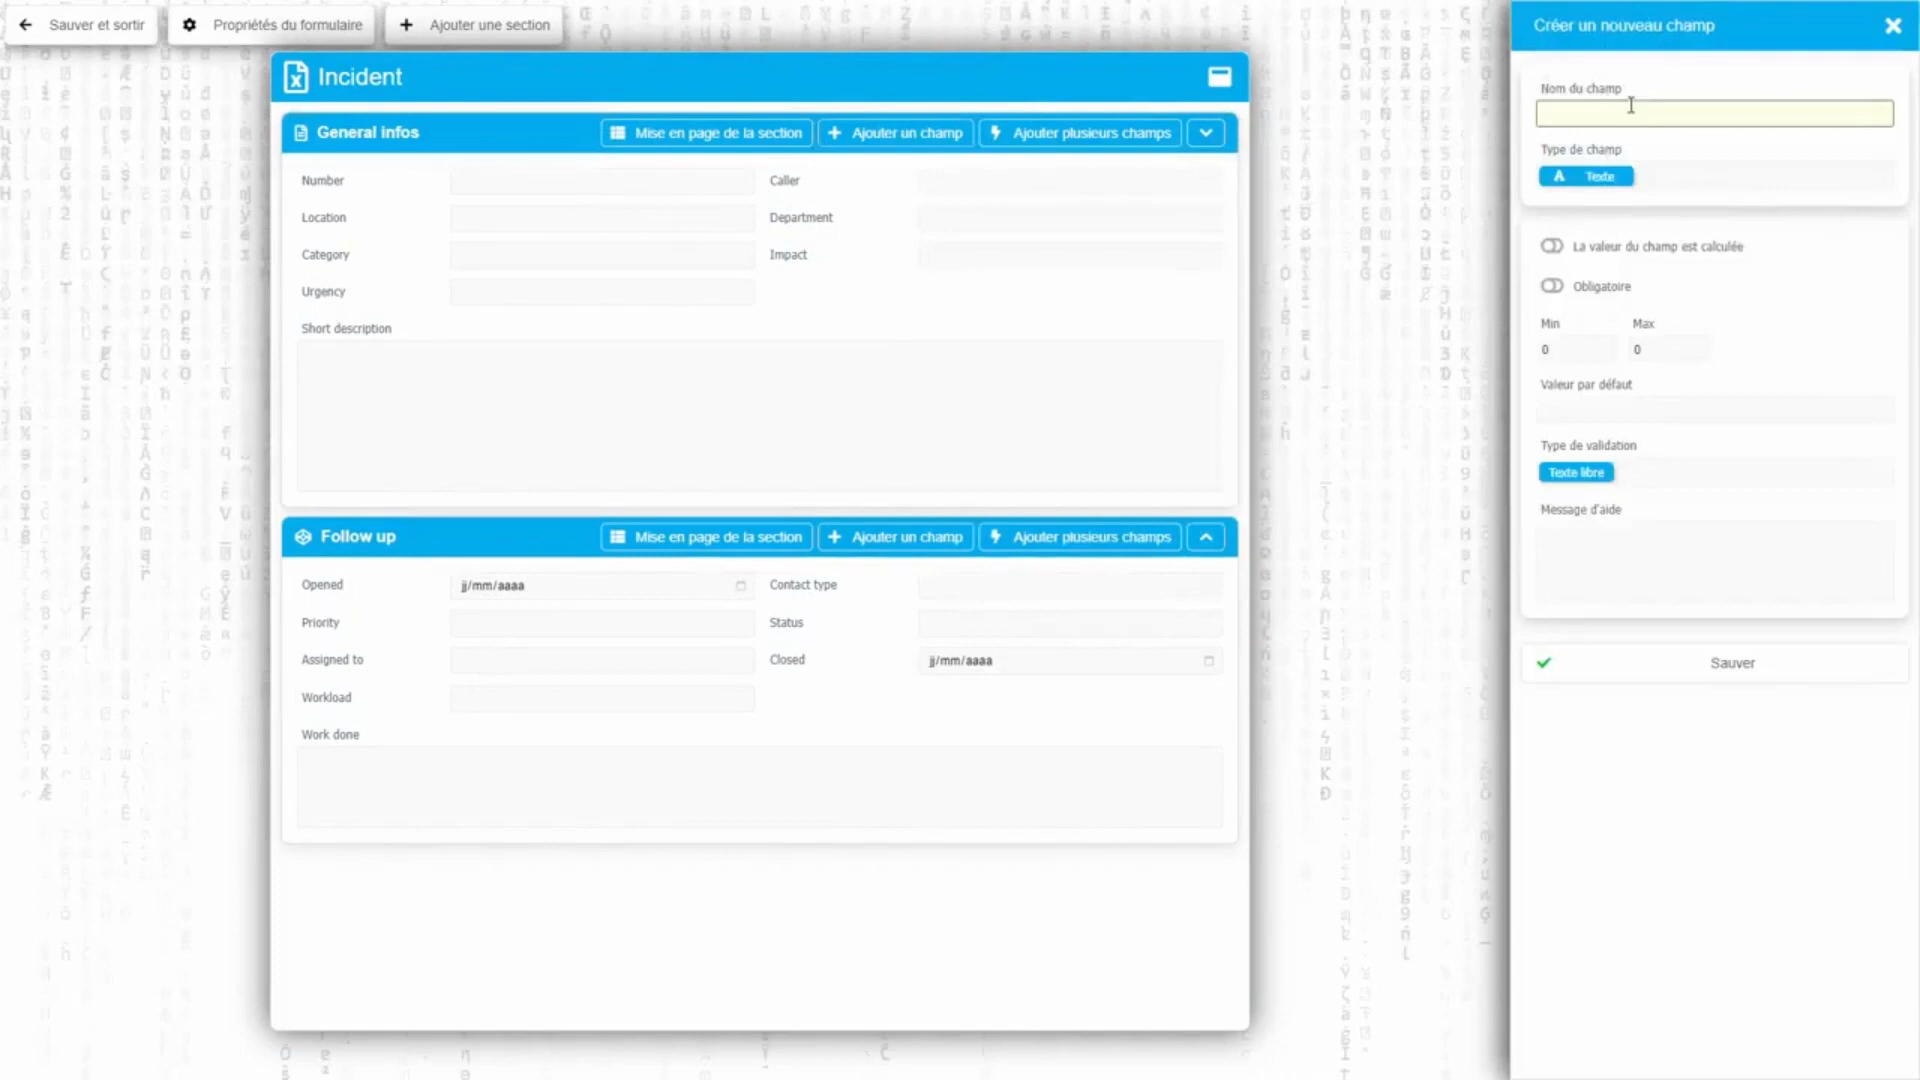 Sauver et sortir
Propriétés du formulaire
Ajouter une section
Incident
General infos
Mise en page de la section
Ajouter un champ
Ajouter plusieurs champs
Number
Caller
Location
Department
Category
Impact
Urgency
Short description
Follow up
Mise en page de la section
Ajouter un champ
Ajouter plusieurs champs
Opened
jj/mm/aaaa
Contact type
Priority
Status
Assigned to
Closed
jj/mm/aaaa
Workload
Work done
Créer un nouveau champ
Nom du champ
Type de champ
A Texte
La valeur du champ est calculée
Obligatoire
Min Max
0 0
Valeur par défaut
Type de validation
Texte libre
Message d'aide
Sauver